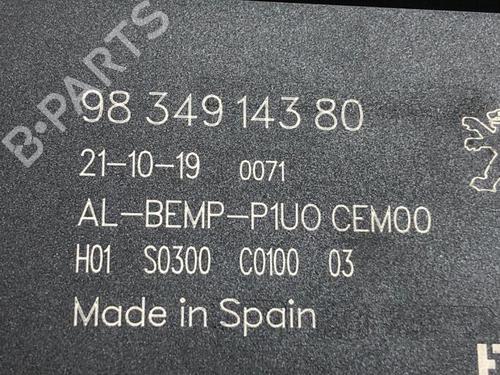 B-PARTS
98 349 143 80
21-10-19 0071
AL-BEMP-P1U0 CEM00
H01 S0300 C0100 03
Made in Spain